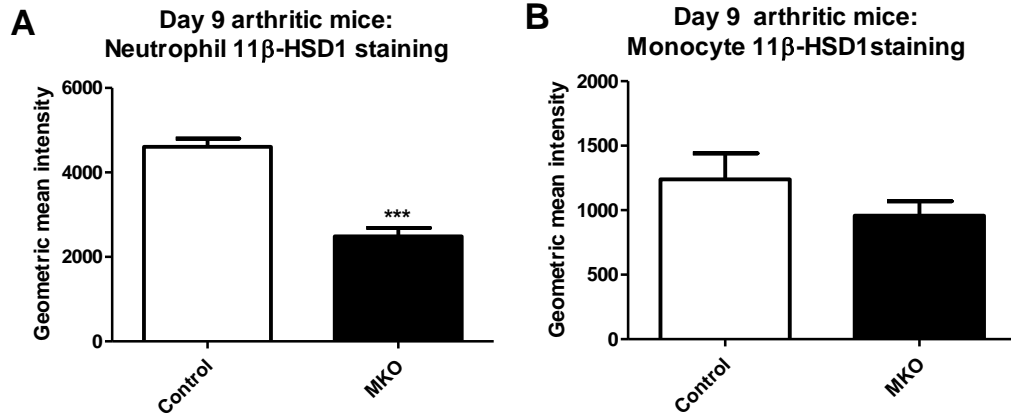 A
Day 9 arthritic mice:
Neutrophil 11β-HSD1 staining
Geometric mean intensity
6000
4000
2000
0
***
Control
MKO
B
Day 9  arthritic mice:
Monocyte 11β-HSD1staining
Geometric mean intensity
2000
1500
1000
500
0
Control
MKO